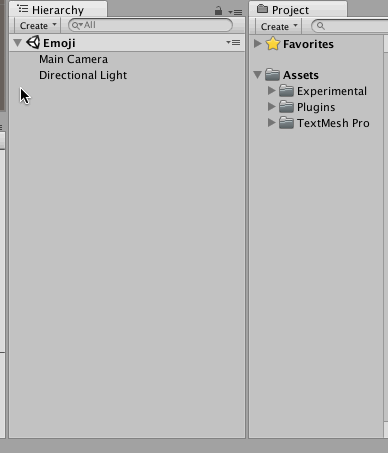 Hierarchy
Create
All
Emoji
Main Camera
Directional Light
Project
Create
Favorites
Assets
Experimental
Plugins
TextMesh Pro